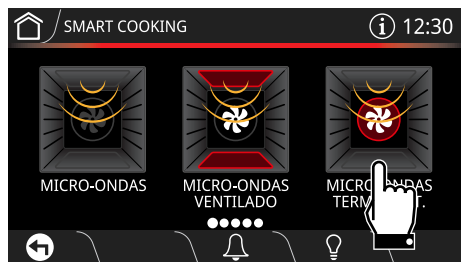 SMART COOKING
i 12:30
MICRO-ONDAS
MICRO-ONDAS
VENTILADO